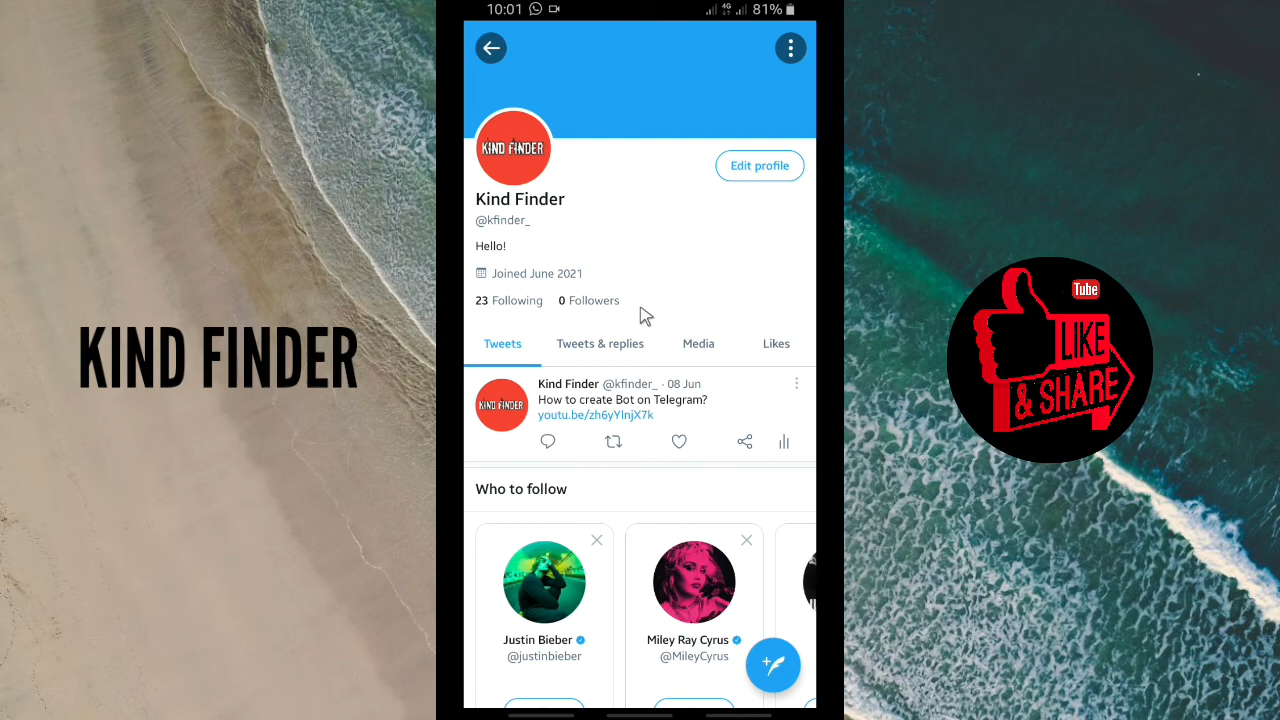 10:01
4G
81%
KIND FINDER
Edit profile
Kind Finder
@kfinder_
Hello!
Joined June 2021
23 Following 0 Followers
Tweets Tweets & replies Media Likes
KIND FINDER
Kind Finder @kfinder_ · 08 Jun
How to create Bot on Telegram?
youtu.be/zh6yYlnjX7k
Who to follow
Justin Bieber
@justinbieber
Miley Ray Cyrus
@MileyCyrus
KIND FINDER
Tube
LIKE
& SHARE